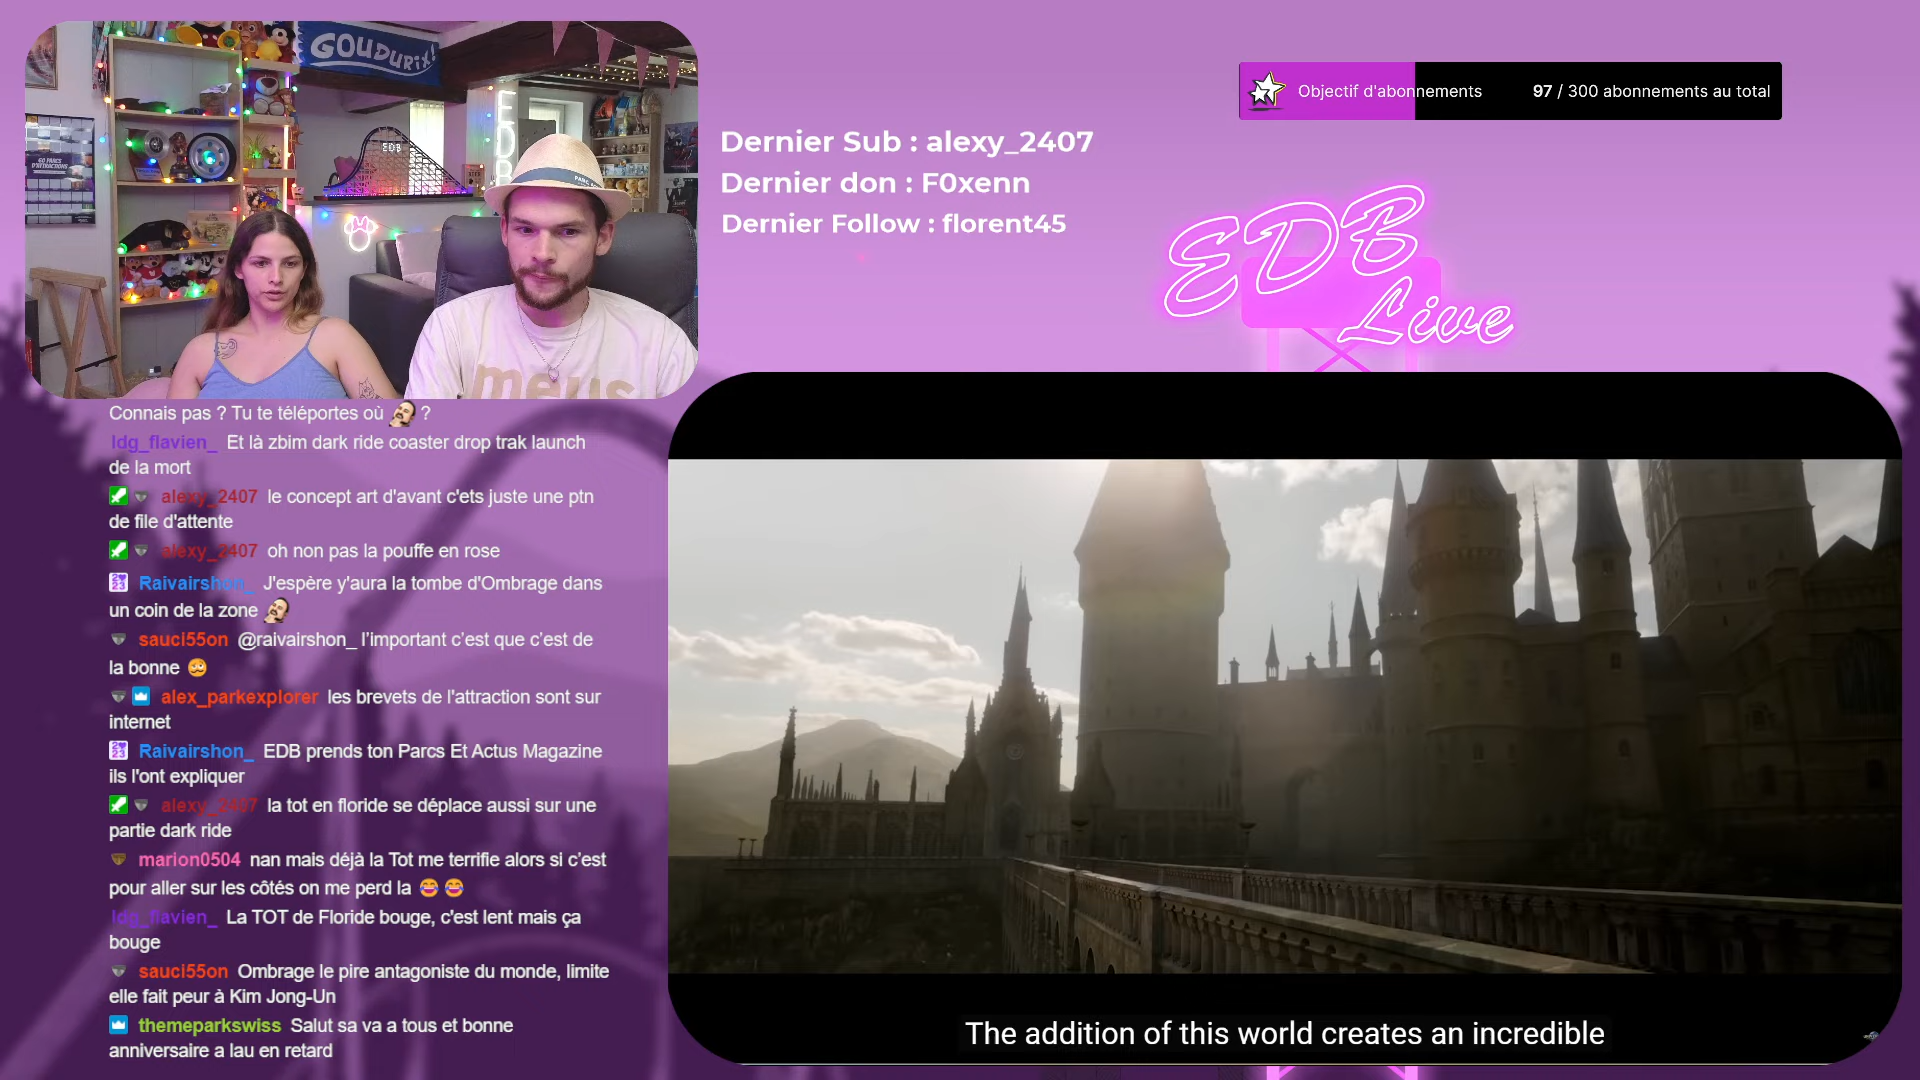 GOUDURIX!
EDB
EDB
Dernier Sub : alexy_2407
Dernier don : F0xenn
Dernier Follow : florent45
Objectif d'abonnements
97 / 300 abonnements au total
EDB
Live
meus
Connais pas ? Tu te téléportes où ?
ldg_flavien_ Et là zbim dark ride coaster drop trak launch
de la mort
alexy_2407 le concept art d'avant c'ets juste une ptn
de file d'attente
alexy_2407 oh non pas la pouffe en rose
Raivairshon_ J'espère y'aura la tombe d'Ombrage dans
un coin de la zone
sauci55on @raivairshon_ l'important c'est que c'est de
la bonne
alex_parkexplorer les brevets de l'attraction sont sur
internet
Raivairshon_ EDB prends ton Parcs Et Actus Magazine
ils l'ont expliquer
alexy_2407 la tot en floride se déplace aussi sur une
partie dark ride
marion0504 nan mais déjà la Tot me terrifie alors si c'est
pour aller sur les côtés on me perd la
ldg_flavien_ La TOT de Floride bouge, c'est lent mais ça
bouge
sauci55on Ombrage le pire antagoniste du monde, limite
elle fait peur à Kim Jong-Un
themeparkswiss Salut sa va a tous et bonne
anniversaire a lau en retard
The addition of this world creates an incredible